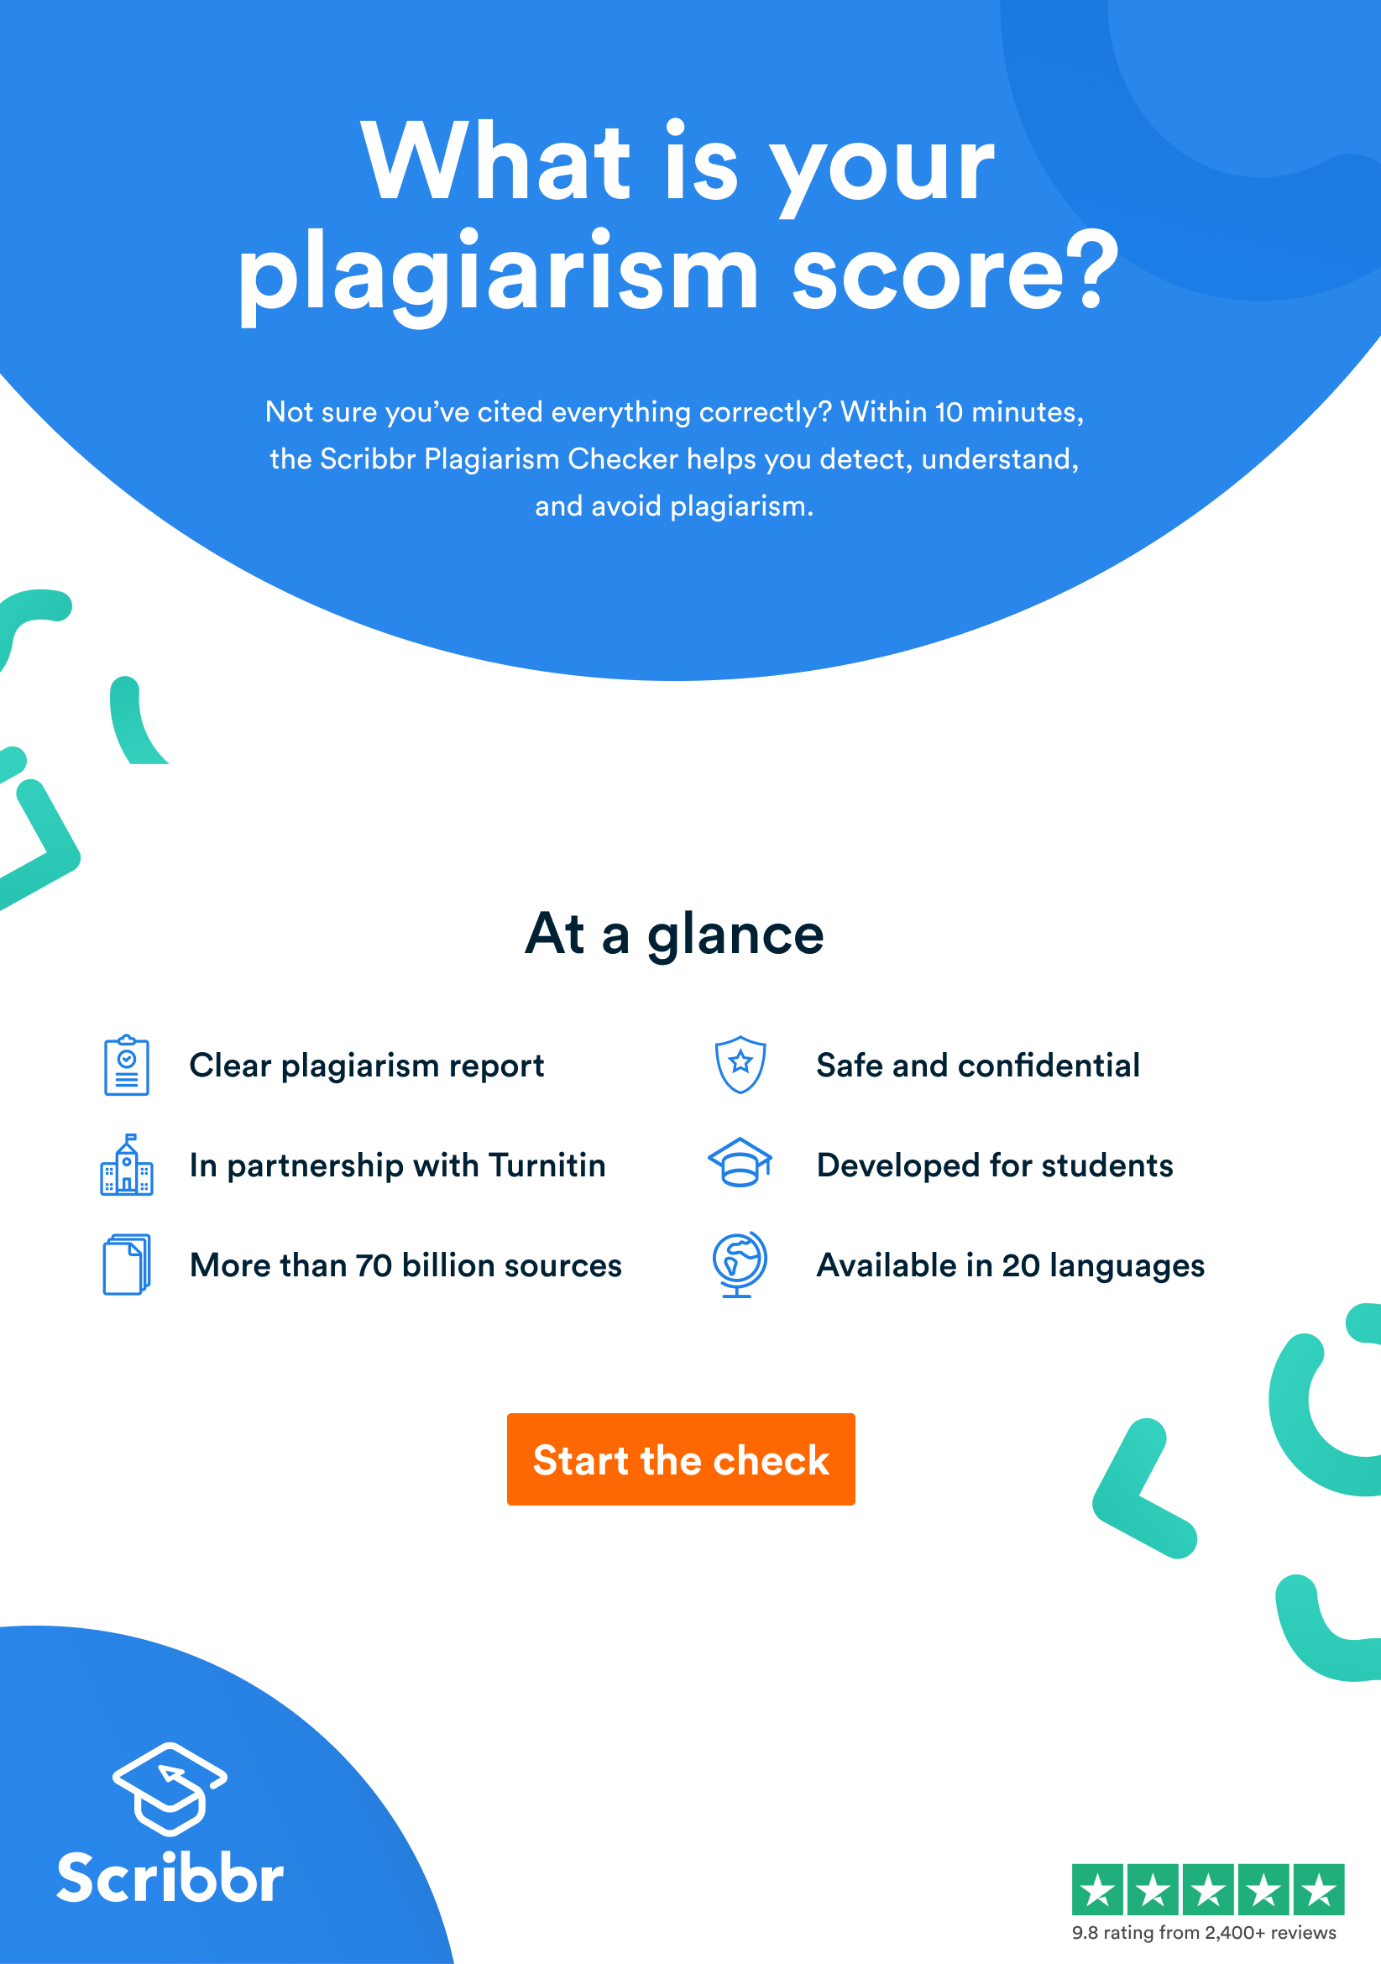 What is your
plagiarism score?
Not sure you’ve cited everything correctly? Within 10 minutes,
the Scribbr Plagiarism Checker helps you detect, understand,
and avoid plagiarism.
At a glance
Clear plagiarism report
Safe and confidential
In partnership with Turnitin
Developed for students
More than 70 billion sources
Available in 20 languages
Start the check
Scribbr
9.8 rating from 2,400+ reviews